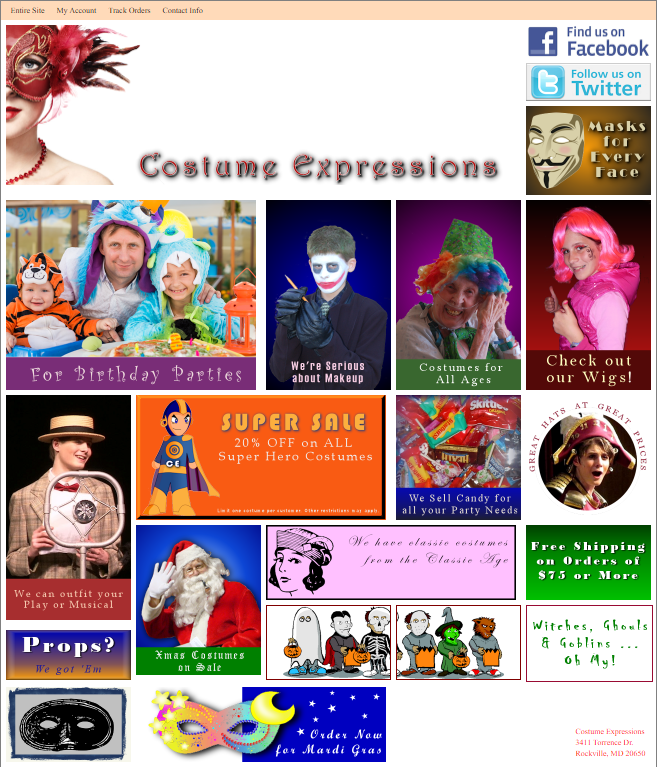 Entire Site My Account Track Orders Contact Info
Find us on
Facebook
Follow us on
Twitter
Masks
for
Every
Face
Costume Expressions
For Birthday Parties
We're Serious
about Makeup
Costumes for
All Ages
Check out
our Wigs!
SUPER SALE
20% OFF on ALL
Super Hero Costumes
CE
Limit one costume per customer. Other restrictions may apply.
Skittles
We Sell Candy for
all your Party Needs
GREAT HATS AT GREAT PRICES
We can outfit your
Play or Musical
Xmas Costumes
on Sale
We have classic costumes
from the Classic Age
Free Shipping
on Orders of
$75 or More
Props?
We got 'Em
Witches, Ghouls
& Goblins ...
Oh My!
Order Now
for Mardi Gras
Costume Expressions
3411 Torrence Dr.
Rockville, MD 20650